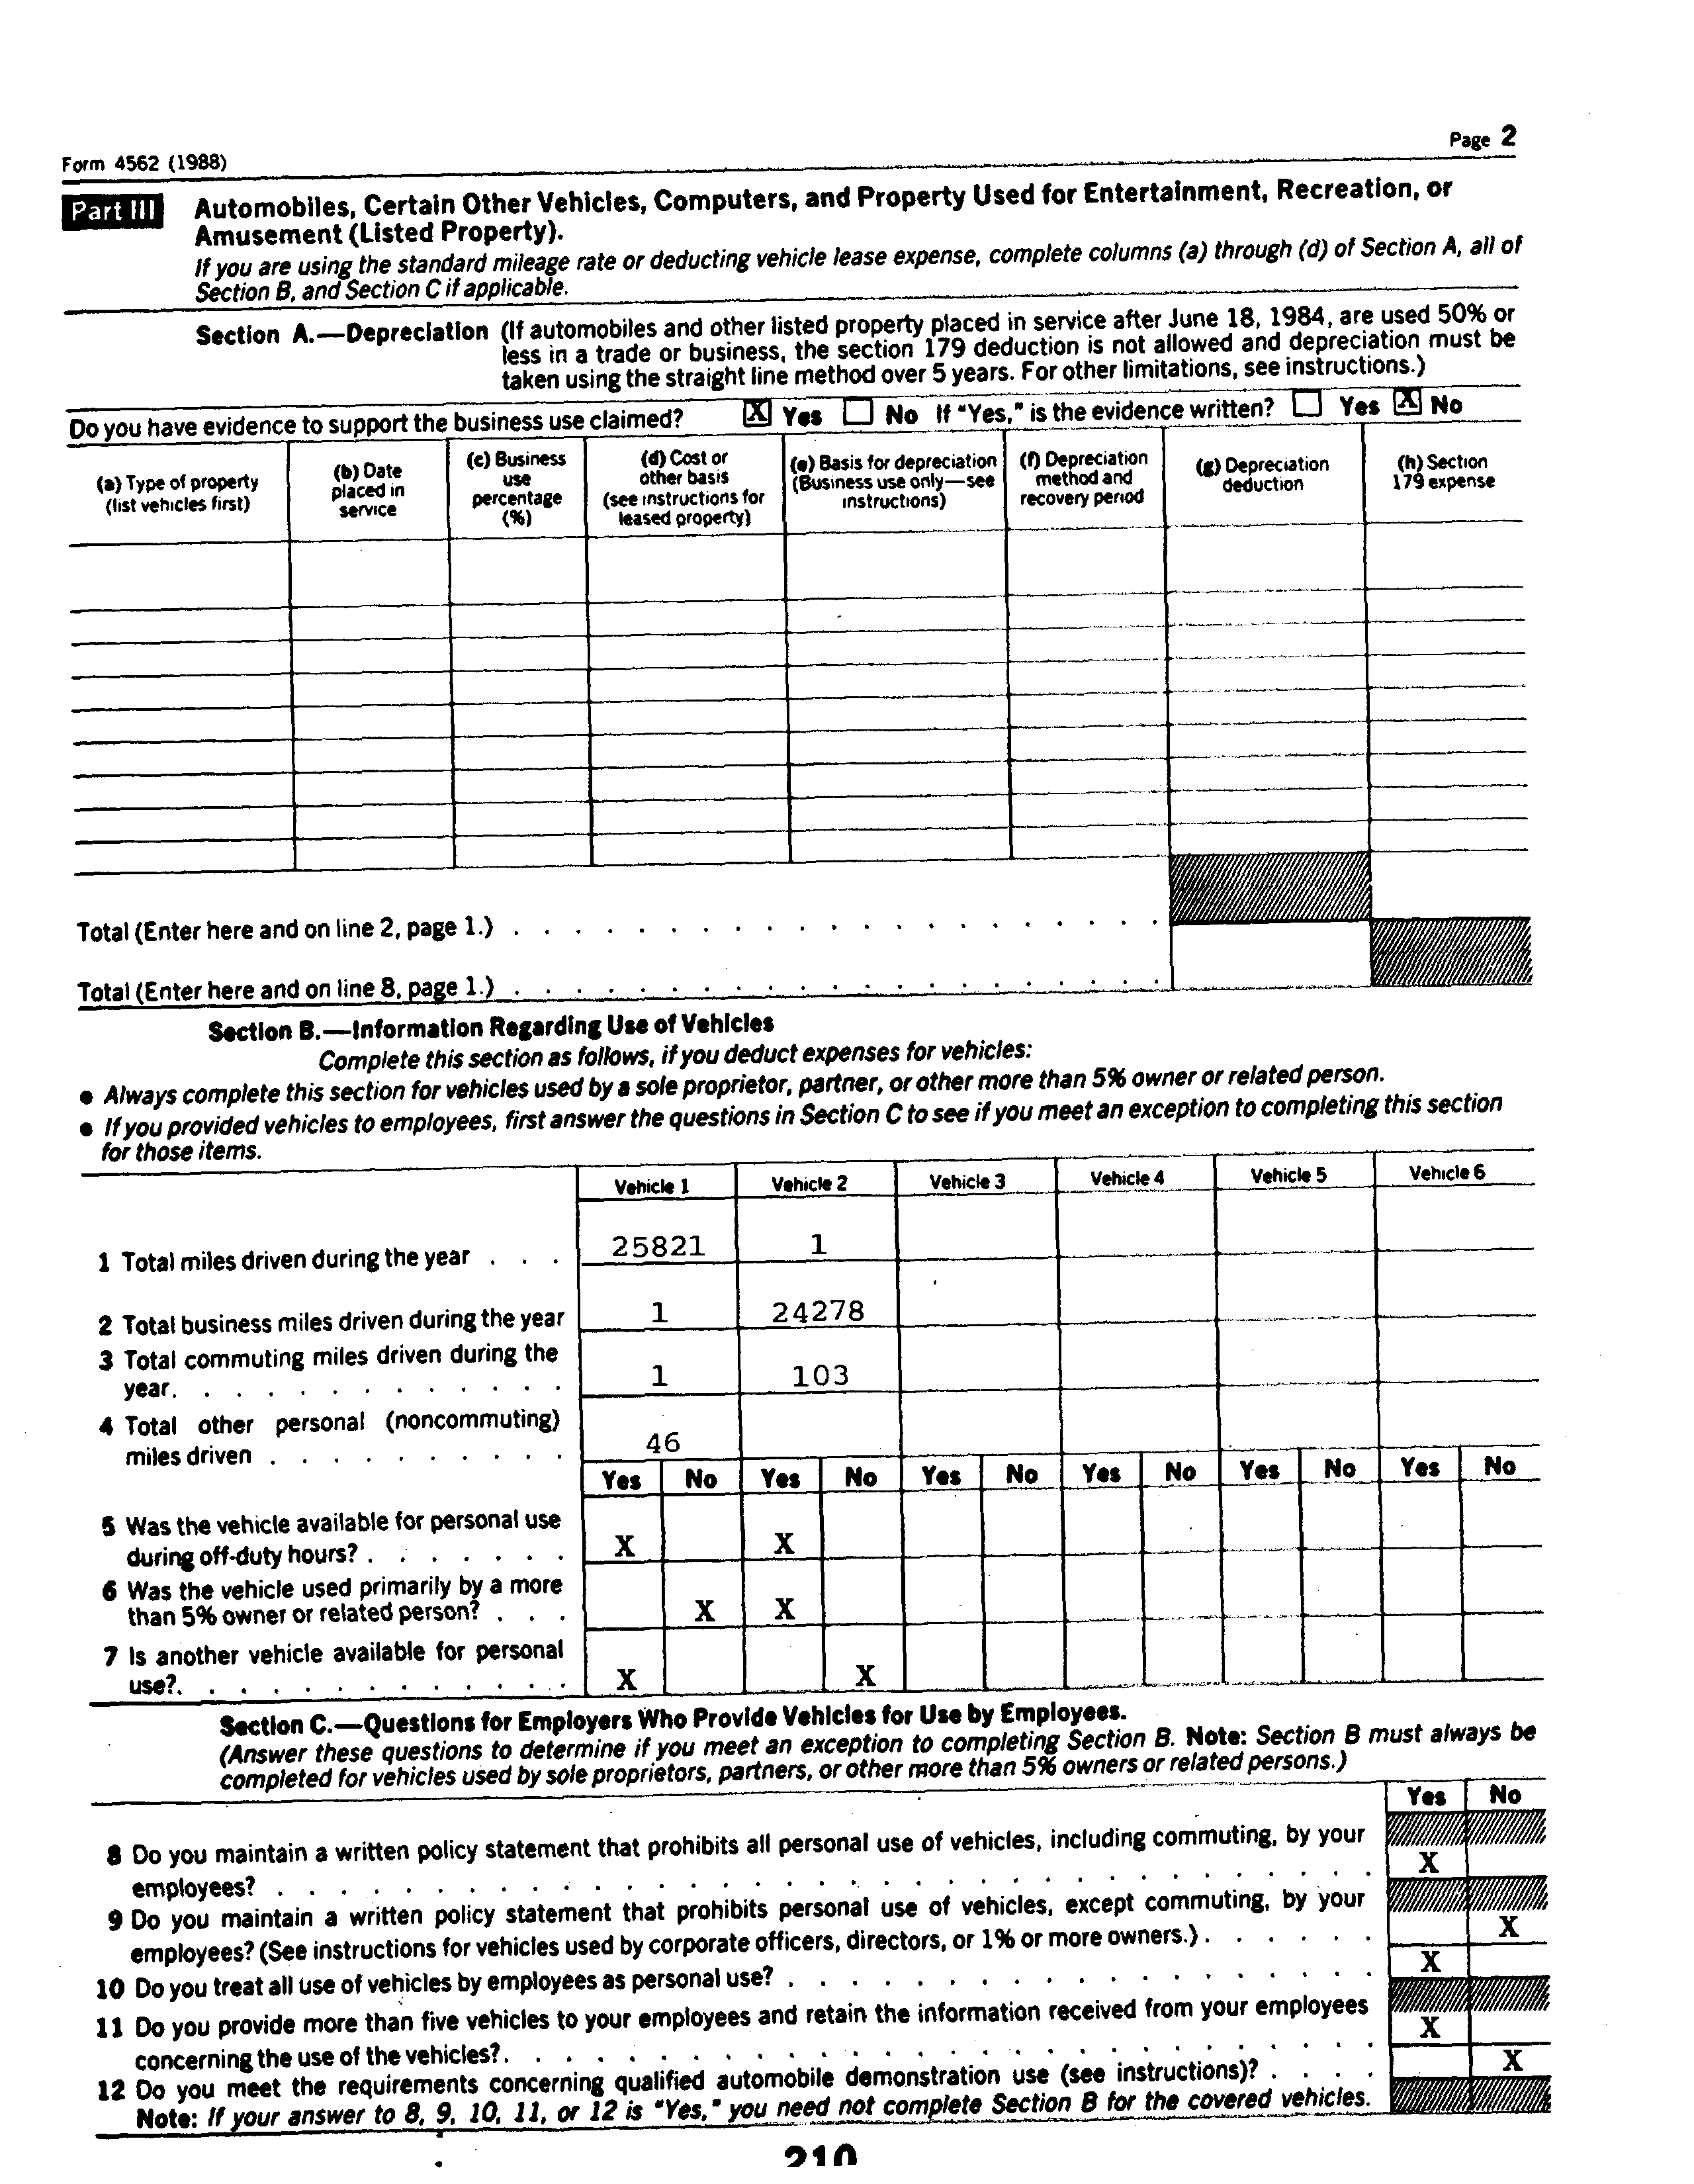 Form 4562 (1988)
Page 2
Part III
Automobiles, Certain Other Vehicles, Computers, and Property Used for Entertainment, Recreation, or
Amusement (Listed Property).
If you are using the standard mileage rate or deducting vehicle lease expense, complete columns (a) through (d) of Section A, all of
Section B, and Section C if applicable.
Section A.—Depreciation (If automobiles and other listed property placed in service after June 18, 1984, are used 50% or
less in a trade or business, the section 179 deduction is not allowed and depreciation must be
taken using the straight line method over 5 years. For other limitations, see instructions.)
Do you have evidence to support the business use claimed? X Yes No If "Yes," is the evidence written? Yes X No
(a) Type of property
(list vehicles first)
(b) Date
placed in
service
(c) Business
use
percentage
(%)
(d) Cost or
other basis
(see instructions for
leased property)
(e) Basis for depreciation
(Business use only—see
instructions)
(f) Depreciation
method and
recovery period
(g) Depreciation
deduction
(h) Section
179 expense
Total (Enter here and on line 2, page 1.) . . . . . . . . . . . . . . . . . . . . .
Total (Enter here and on line 8, page 1.) . . . . . . . . . . . . . . . . . . . . .
Section B.—Information Regarding Use of Vehicles
Complete this section as follows, if you deduct expenses for vehicles:
● Always complete this section for vehicles used by a sole proprietor, partner, or other more than 5% owner or related person.
● If you provided vehicles to employees, first answer the questions in Section C to see if you meet an exception to completing this section
for those items.
Vehicle 1 Vehicle 2 Vehicle 3 Vehicle 4 Vehicle 5 Vehicle 6
1 Total miles driven during the year . . . 25821 1
2 Total business miles driven during the year 1 24278
3 Total commuting miles driven during the
year. . . . . . . . . . . . . 1 103
4 Total other personal (noncommuting)
miles driven . . . . . . . . . . 46
Yes No Yes No Yes No Yes No Yes No Yes No
5 Was the vehicle available for personal use
during off-duty hours? . . . . . . . X X
6 Was the vehicle used primarily by a more
than 5% owner or related person? . . . X X
7 Is another vehicle available for personal
use?. . . . . . . . . . . . . X X
Section C.—Questions for Employers Who Provide Vehicles for Use by Employees.
(Answer these questions to determine if you meet an exception to completing Section B. Note: Section B must always be
completed for vehicles used by sole proprietors, partners, or other more than 5% owners or related persons.)
Yes No
8 Do you maintain a written policy statement that prohibits all personal use of vehicles, including commuting, by your
employees? . . . . . . . . . . . . . . . . . . . . . . . . . . . . . . . . . . . X
9 Do you maintain a written policy statement that prohibits personal use of vehicles, except commuting, by your
employees? (See instructions for vehicles used by corporate officers, directors, or 1% or more owners.) . . . . . . X
10 Do you treat all use of vehicles by employees as personal use? . . . . . . . . . . . . . . . . . . . X
11 Do you provide more than five vehicles to your employees and retain the information received from your employees
concerning the use of the vehicles?. . . . . . . . . . . . . . . . . . . . . . . . . . . . X
12 Do you meet the requirements concerning qualified automobile demonstration use (see instructions)? . . . . X
Note: If your answer to 8, 9, 10, 11, or 12 is "Yes," you need not complete Section B for the covered vehicles.
210